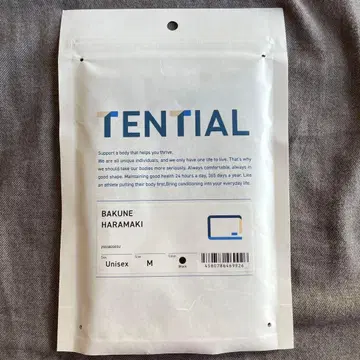 TENTIAL
Support a body that helps you thrive.
We are all unique individuals, and we only have one life to live. That's why
we should take our bodies more seriously. Always comfortable, always in
good shape. Maintaining good health 24 hours a day, 365 days a year. Like
an athlete putting their body first, Bring conditioning into your everyday life.
BAKUNE
HARAMAKI
Unisex
Size
M
Color
Black